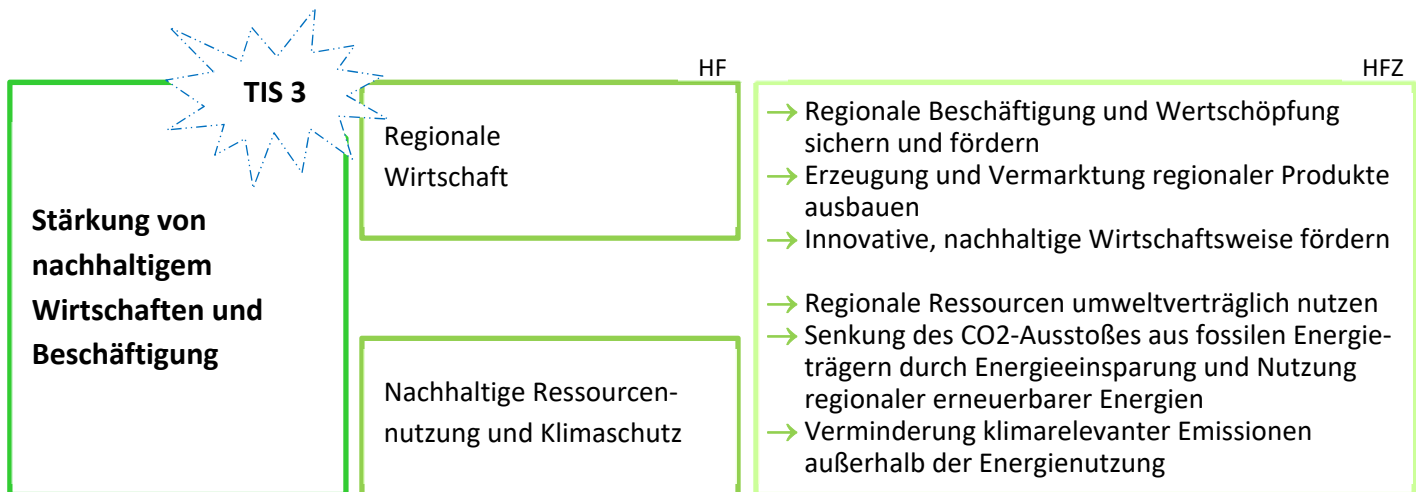 TIS 3
HF
HFZ
Stärkung von
nachhaltigem
Wirtschaften und
Beschäftigung
Regionale
Wirtschaft
Nachhaltige Ressourcen-
nutzung und Klimaschutz
→ Regionale Beschäftigung und Wertschöpfung
sichern und fördern
→ Erzeugung und Vermarktung regionaler Produkte
ausbauen
→ Innovative, nachhaltige Wirtschaftsweise fördern
→ Regionale Ressourcen umweltverträglich nutzen
→ Senkung des CO2-Ausstoßes aus fossilen Energie-
trägern durch Energieeinsparung und Nutzung
regionaler erneuerbarer Energien
→ Verminderung klimarelevanter Emissionen
außerhalb der Energienutzung